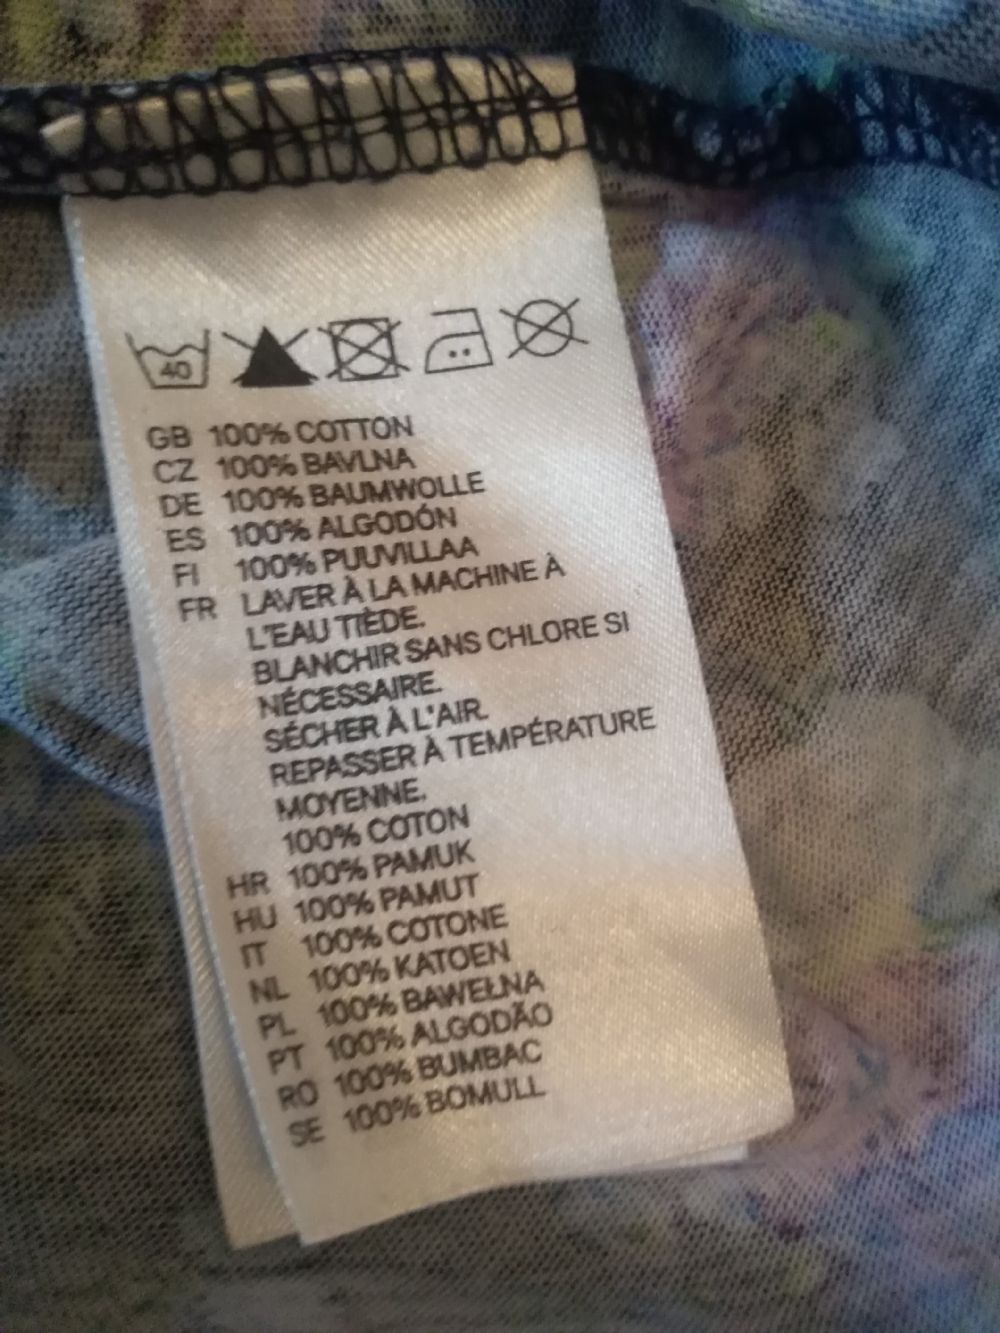 40
GB 100% COTTON
CZ 100% BAVLNA
DE 100% BAUMWOLLE
ES 100% ALGODÓN
FI 100% PUUVILLAA
FR LAVER À LA MACHINE À
L'EAU TIÈDE.
BLANCHIR SANS CHLORE SI
NÉCESSAIRE.
SÉCHER À L'AIR.
REPASSER À TEMPÉRATURE
MOYENNE.
100% COTON
HR 100% PAMUK
HU 100% PAMUT
IT 100% COTONE
NL 100% KATOEN
PL 100% BAWEŁNA
PT 100% ALGODÃO
RO 100% BUMBAC
SE 100% BOMULL